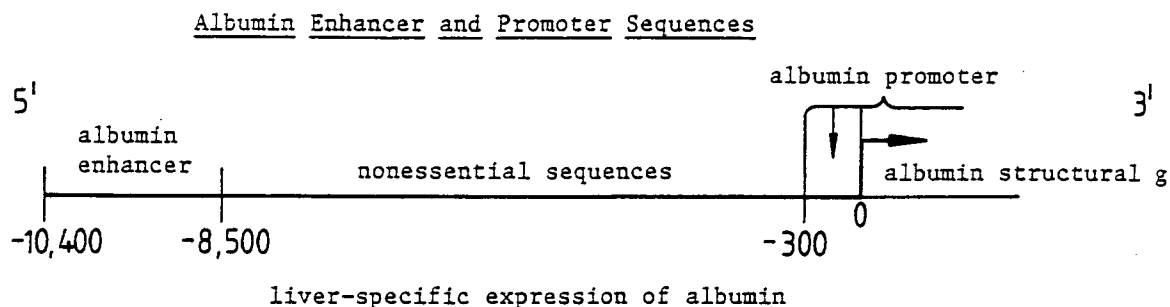 Albumin Enhancer and Promoter Sequences
albumin promoter
5'
3'
albumin
enhancer
nonessential sequences
albumin structural g
-10,400
-8,500
-300
0
liver-specific expression of albumin